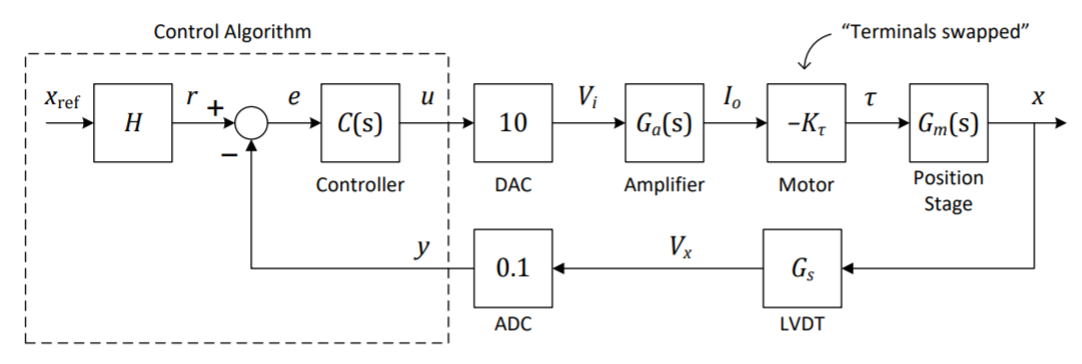 Control Algorithm
“Terminals swapped”
xref
r
+
e
u
Vi
Io
τ
x
H
C(s)
10
Ga(s)
−Kτ
Gm(s)
−
Controller
DAC
Amplifier
Motor
Position
Stage
y
0.1
Vx
Gs
ADC
LVDT